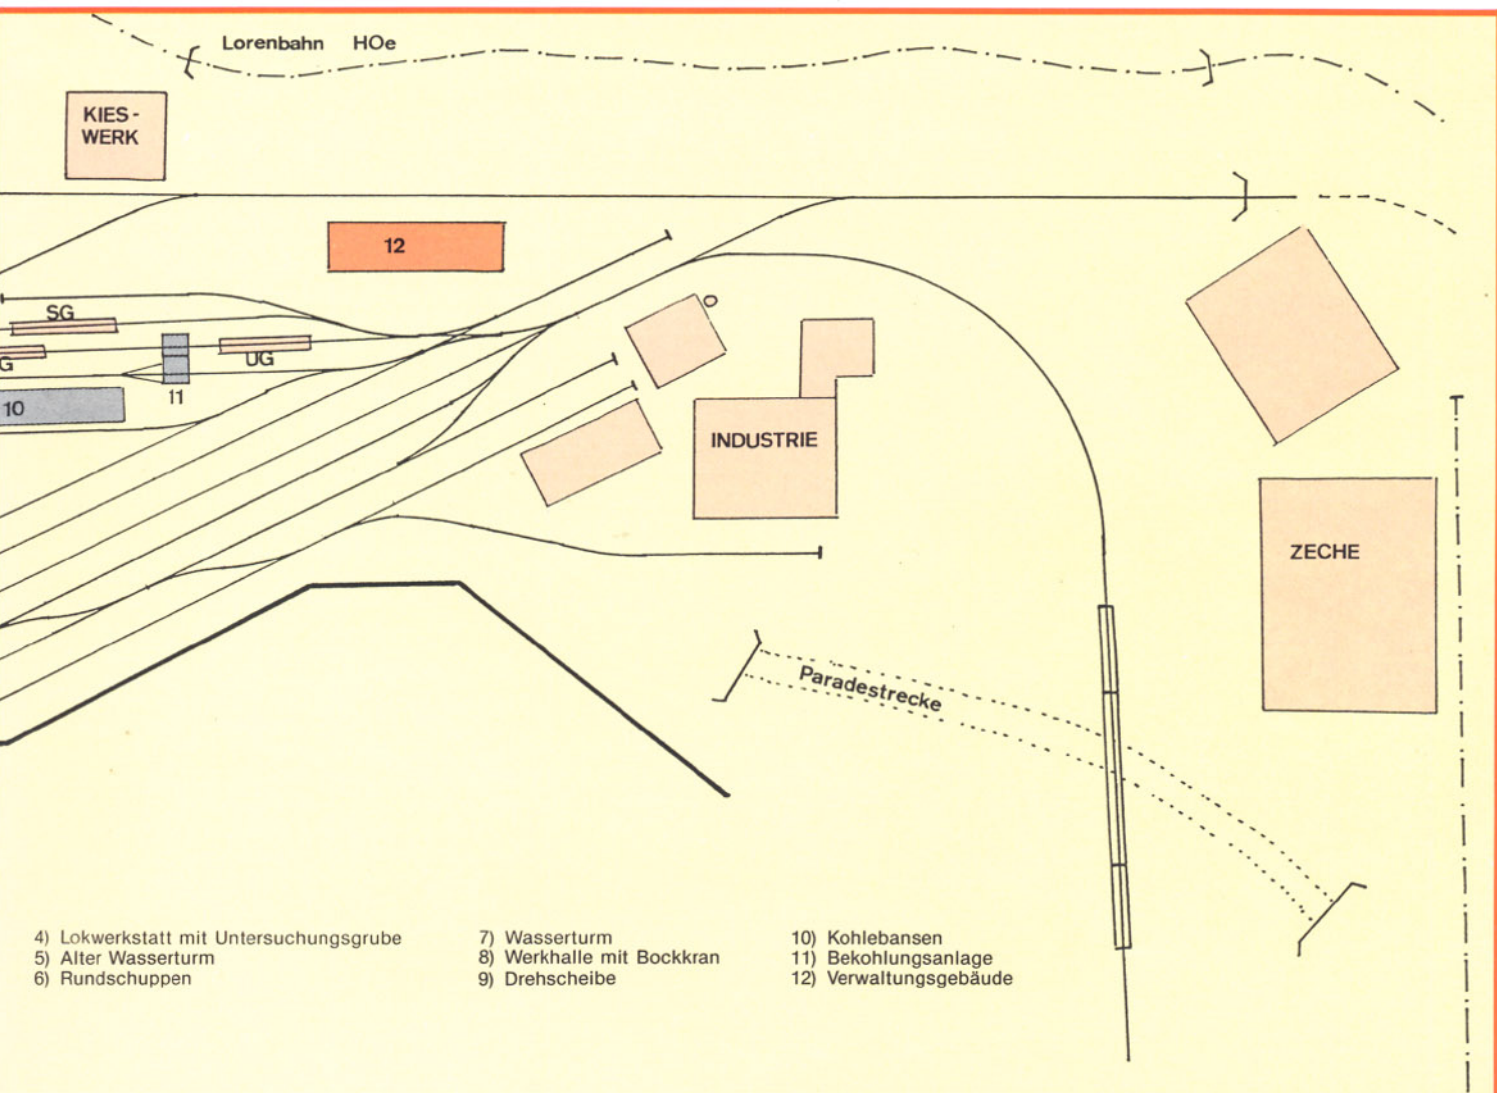 Lorenbahn HOe
KIES-
WERK
12
SG
UG
G
11
10
INDUSTRIE
ZECHE
Paradestrecke
4) Lokwerkstatt mit Untersuchungsgrube
5) Alter Wasserturm
6) Rundschuppen
7) Wasserturm
8) Werkhalle mit Bockkran
9) Drehscheibe
10) Kohlebansen
11) Bekohlungsanlage
12) Verwaltungsgebäude